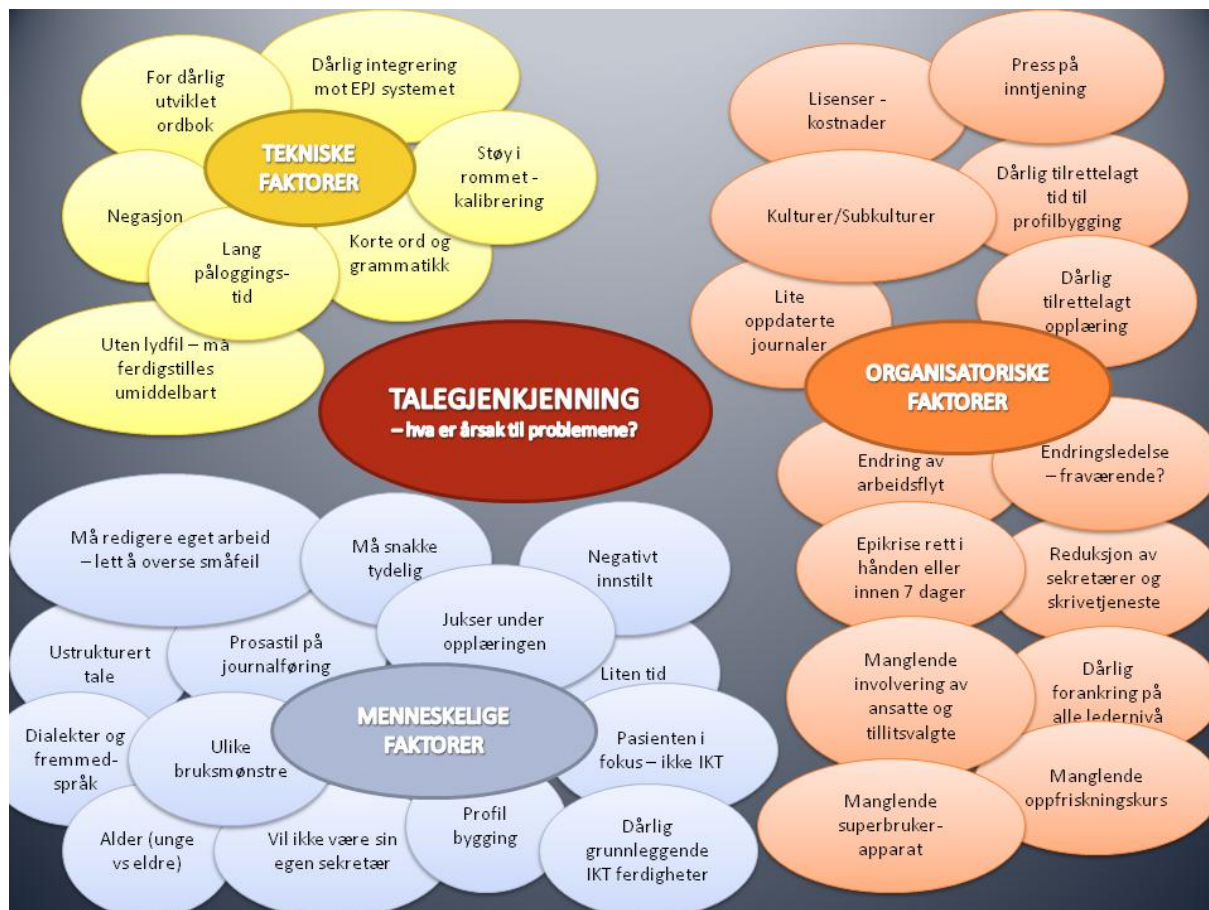 For dårlig
utviklet
ordbok
Dårlig integrering
mot EPJ systemet
TEKNISKE
FAKTORER
Støy i
rommet -
kalibrering
Negasjon
Lang
påloggings-
tid
Korte ord og
grammatikk
Uten lydfil – må
ferdigstilles
umiddelbart
Lisenser -
kostnader
Press på
inntjening
Kulturer/Subkulturer
Dårlig tilrettelagt
tid til
profilbygging
Lite
oppdaterte
journaler
Dårlig
tilrettelagt
opplæring
ORGANISATORISKE
FAKTORER
TALEGJENKJENNING
– hva er årsak til problemene?
Endring av
arbeidsflyt
Endringsledelse
– fraværende?
Epikrise rett i
hånden eller
innen 7 dager
Reduksjon av
sekretærer og
skrivetjeneste
Manglende
involvering av
ansatte og
tillitsvalgte
Dårlig
forankring på
alle ledernivå
Manglende
superbruker-
apparat
Manglende
oppfriskningskurs
Må redigere eget arbeid
– lett å overse småfeil
Må snakke
tydelig
Negativt
innstilt
Jukser under
opplæringen
Ustrukturert
tale
Prosastil på
journalføring
Liten tid
MENNESKELIGE
FAKTORER
Dialekter og
fremmed-
språk
Ulike
bruksmønstre
Pasienten i
fokus – ikke IKT
Alder (unge
vs eldre)
Vil ikke være sin
egen sekretær
Profil
bygging
Dårlig
grunnleggende
IKT ferdigheter